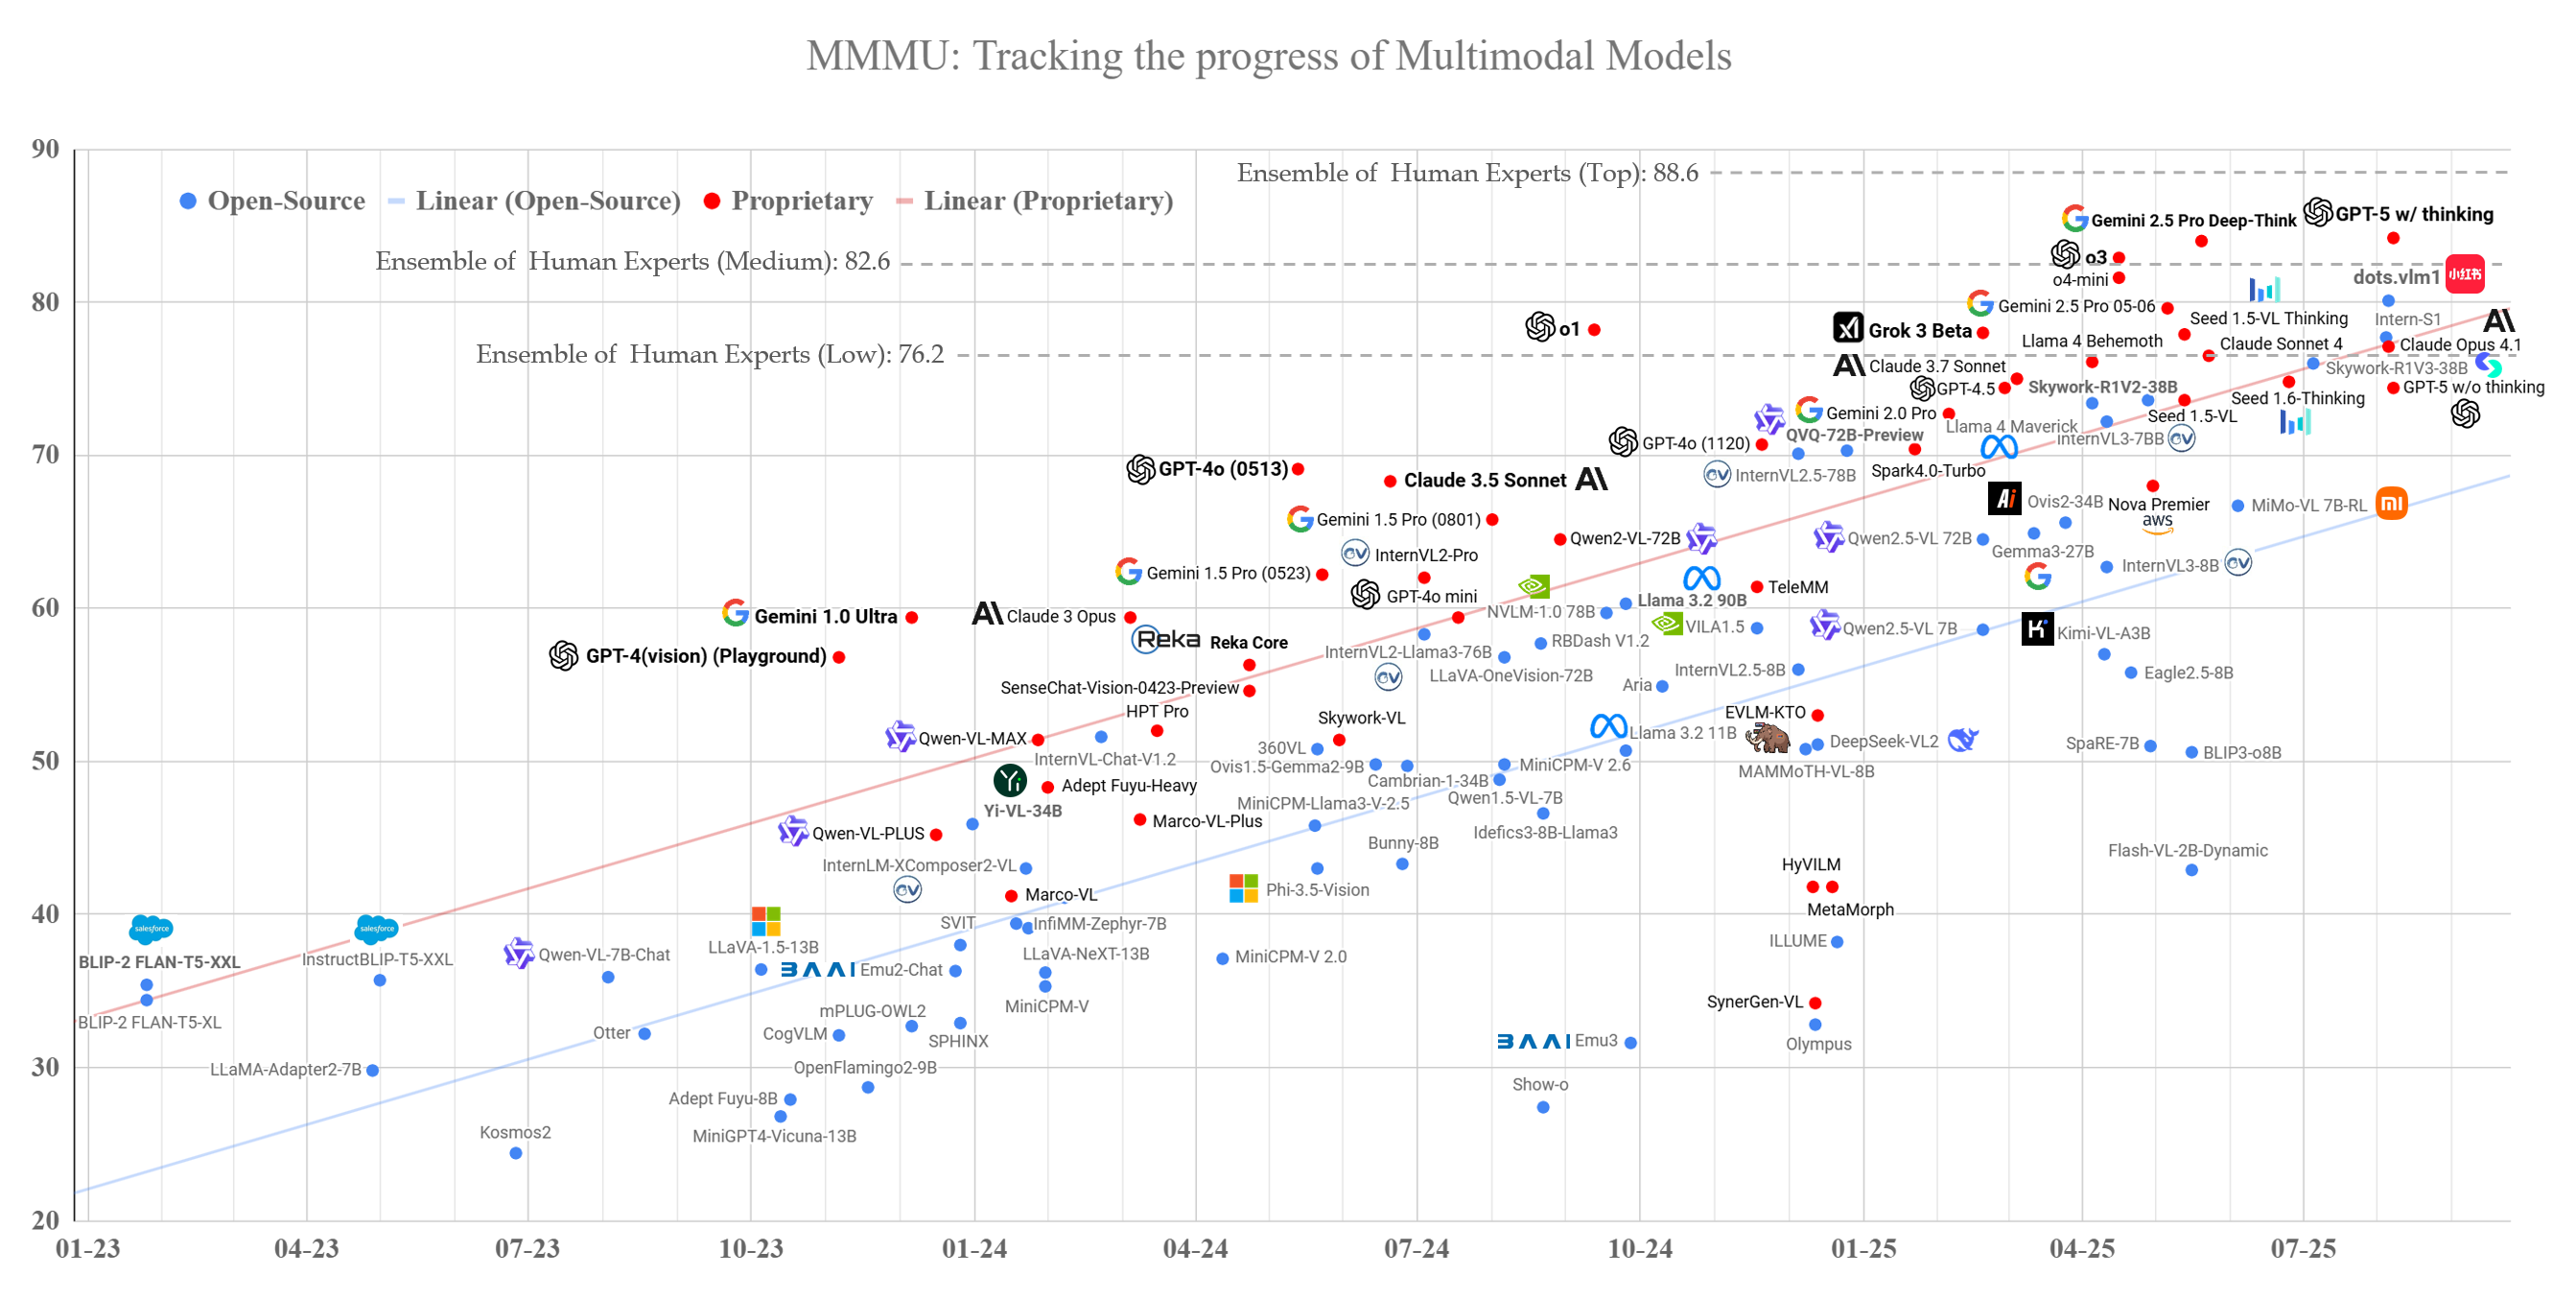 MMMU: Tracking the progress of Multimodal Models
90
Ensemble of Human Experts (Top): 88.6
Open-Source
Linear (Open-Source)
Proprietary
Linear (Proprietary)
GPT-5 w/ thinking
Gemini 2.5 Pro Deep-Think
Ensemble of Human Experts (Medium): 82.6
o3
o4-mini
dots.vlm1
小红书
80
Gemini 2.5 Pro 05-06
Seed 1.5-VL Thinking
Intern-S1
o1
Grok 3 Beta
Llama 4 Behemoth
Claude Sonnet 4
Claude Opus 4.1
Ensemble of Human Experts (Low): 76.2
Claude 3.7 Sonnet
Skywork-R1V3-38B
GPT-4.5
Skywork-R1V2-38B
GPT-5 w/o thinking
Seed 1.6-Thinking
Gemini 2.0 Pro
Seed 1.5-VL
Llama 4 Maverick
QVQ-72B-Preview
InternVL3-7BB
GPT-4o (1120)
70
GPT-4o (0513)
Spark4.0-Turbo
InternVL2.5-78B
Claude 3.5 Sonnet
Ovis2-34B
Nova Premier
aws
MiMo-VL 7B-RL
Gemini 1.5 Pro (0801)
Qwen2-VL-72B
Qwen2.5-VL 72B
Gemma3-27B
InternVL2-Pro
InternVL3-8B
Gemini 1.5 Pro (0523)
TeleMM
GPT-4o mini
Llama 3.2 90B
60
NVLM-1.0 78B
Gemini 1.0 Ultra
Claude 3 Opus
VILA1.5
Qwen2.5-VL 7B
Kimi-VL-A3B
Reka
Reka Core
RBDash V1.2
InternVL2-Llama3-76B
GPT-4(vision) (Playground)
InternVL2.5-8B
Eagle2.5-8B
LLaVA-OneVision-72B
Aria
SenseChat-Vision-0423-Preview
HPT Pro
EVLM-KTO
Skywork-VL
Llama 3.2 11B
Qwen-VL-MAX
DeepSeek-VL2
SpaRE-7B
360VL
BLIP3-o8B
InternVL-Chat-V1.2
50
Ovis1.5-Gemma2-9B
MiniCPM-V 2.6
MAMMoTH-VL-8B
Cambrian-1-34B
Adept Fuyu-Heavy
Yi
Qwen1.5-VL-7B
MiniCPM-Llama3-V-2.5
Yi-VL-34B
Marco-VL-Plus
Qwen-VL-PLUS
Idefics3-8B-Llama3
Bunny-8B
Flash-VL-2B-Dynamic
InternLM-XComposer2-VL
HyVILM
Phi-3.5-Vision
Marco-VL
MetaMorph
40
salesforce
salesforce
SVIT
InfiMM-Zephyr-7B
ILLUME
LLaVA-1.5-13B
Qwen-VL-7B-Chat
LLaVA-NeXT-13B
MiniCPM-V 2.0
InstructBLIP-T5-XXL
BLIP-2 FLAN-T5-XXL
BAAI
Emu2-Chat
MiniCPM-V
SynerGen-VL
mPLUG-OWL2
BLIP-2 FLAN-T5-XL
Otter
CogVLM
SPHINX
BAAI
Emu3
Olympus
30
LLaMA-Adapter2-7B
OpenFlamingo2-9B
Show-o
Adept Fuyu-8B
MiniGPT4-Vicuna-13B
Kosmos2
20
01-23
04-23
07-23
10-23
01-24
04-24
07-24
10-24
01-25
04-25
07-25